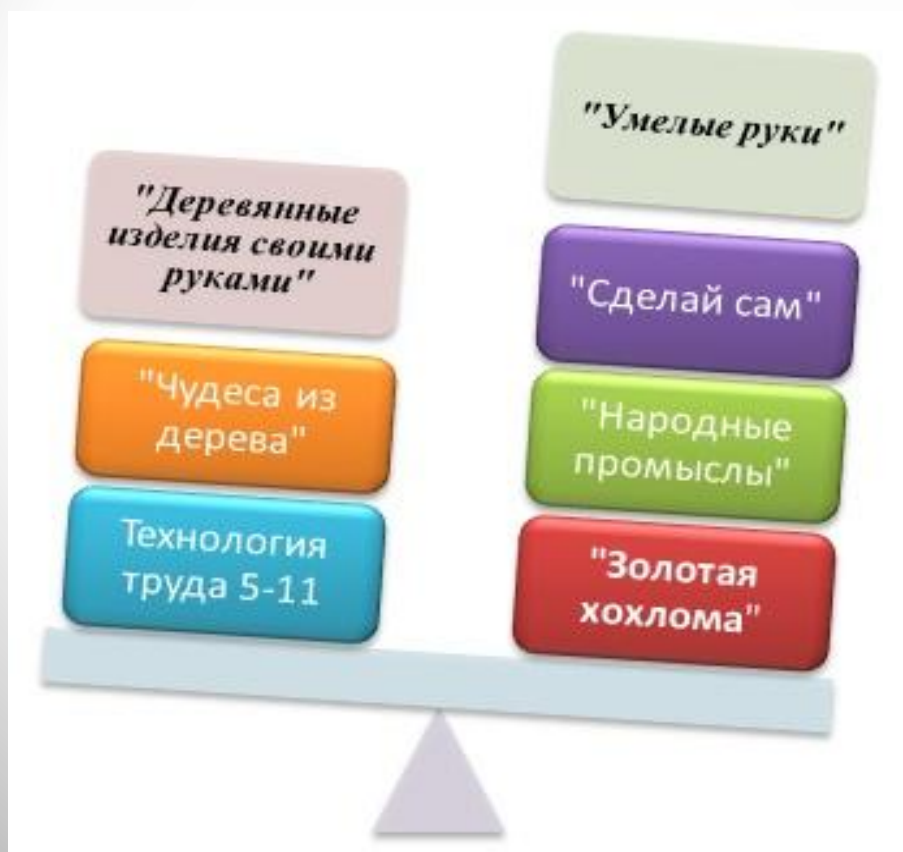 "Деревянные
изделия своими
руками"
"Чудеса из
дерева"
Технология
труда 5-11
"Умелые руки"
"Сделай сам"
"Народные
промыслы"
"Золотая
хохлома"